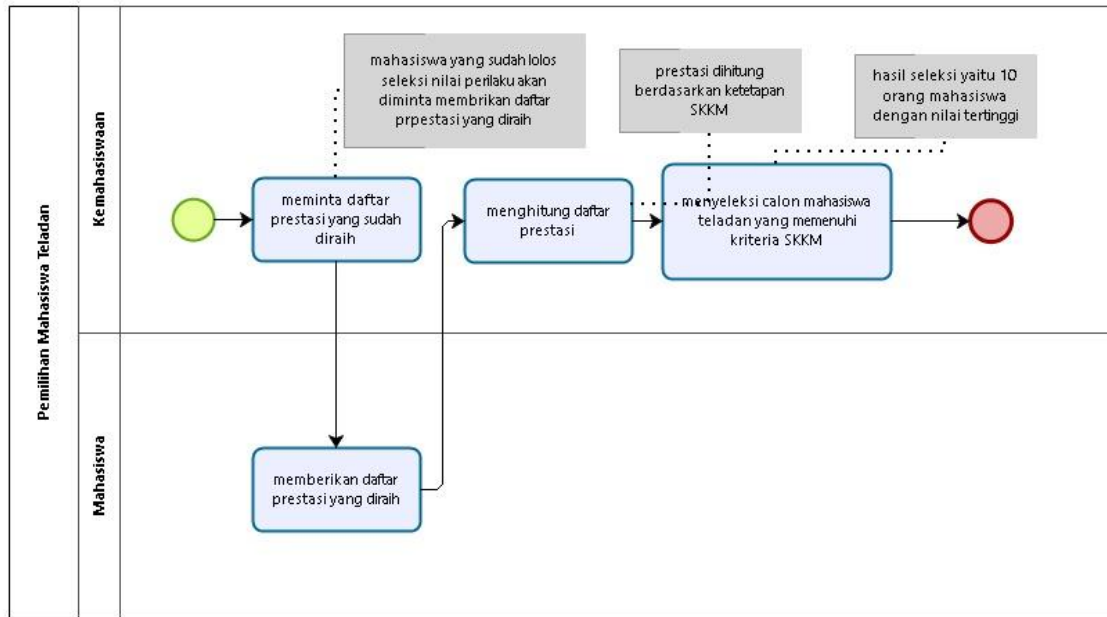 Pemilihan Mahasiswa Teladan
Kemahasiswaan
mahasiswa yang sudah lolos
seleksi nilai perilaku akan
diminta membrikan daftar
prpestasi yang diraih
prestasi dihitung
berdasarkan ketetapan
SKKM
hasil seleksi yaitu 10
orang mahasiswa
dengan nilai tertinggi
meminta daftar
prestasi yang sudah
diraih
menghitung daftar
prestasi
menyeleksi calon mahasiswa
teladan yang memenuhi
kriteria SKKM
Mahasiswa
memberikan daftar
prestasi yang diraih